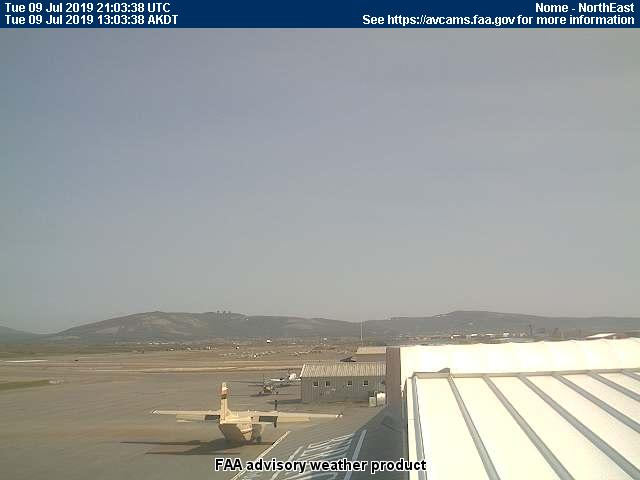 Tue 09 Jul 2019 21:03:38 UTC
Nome - NorthEast
Tue 09 Jul 2019 13:03:38 AKDT
See https://avcams.faa.gov for more information
FAA advisory weather product